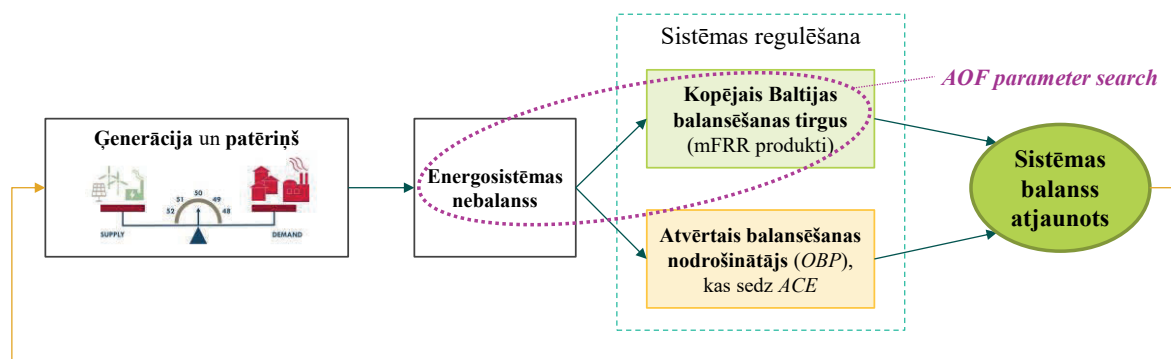 Sistēmas regulēšana
AOF parameter search
Kopējais Baltijas
balansēšanas tirgus
(mFRR produkti)
Ģenerācija un patēriņš
50
51
49
52
48
SUPPLY
DEMAND
Energosistēmas
nebalanss
Sistēmas
balanss
atjaunots
Atvērtais balansēšanas
nodrošinātājs (OBP),
kas sedz ACE